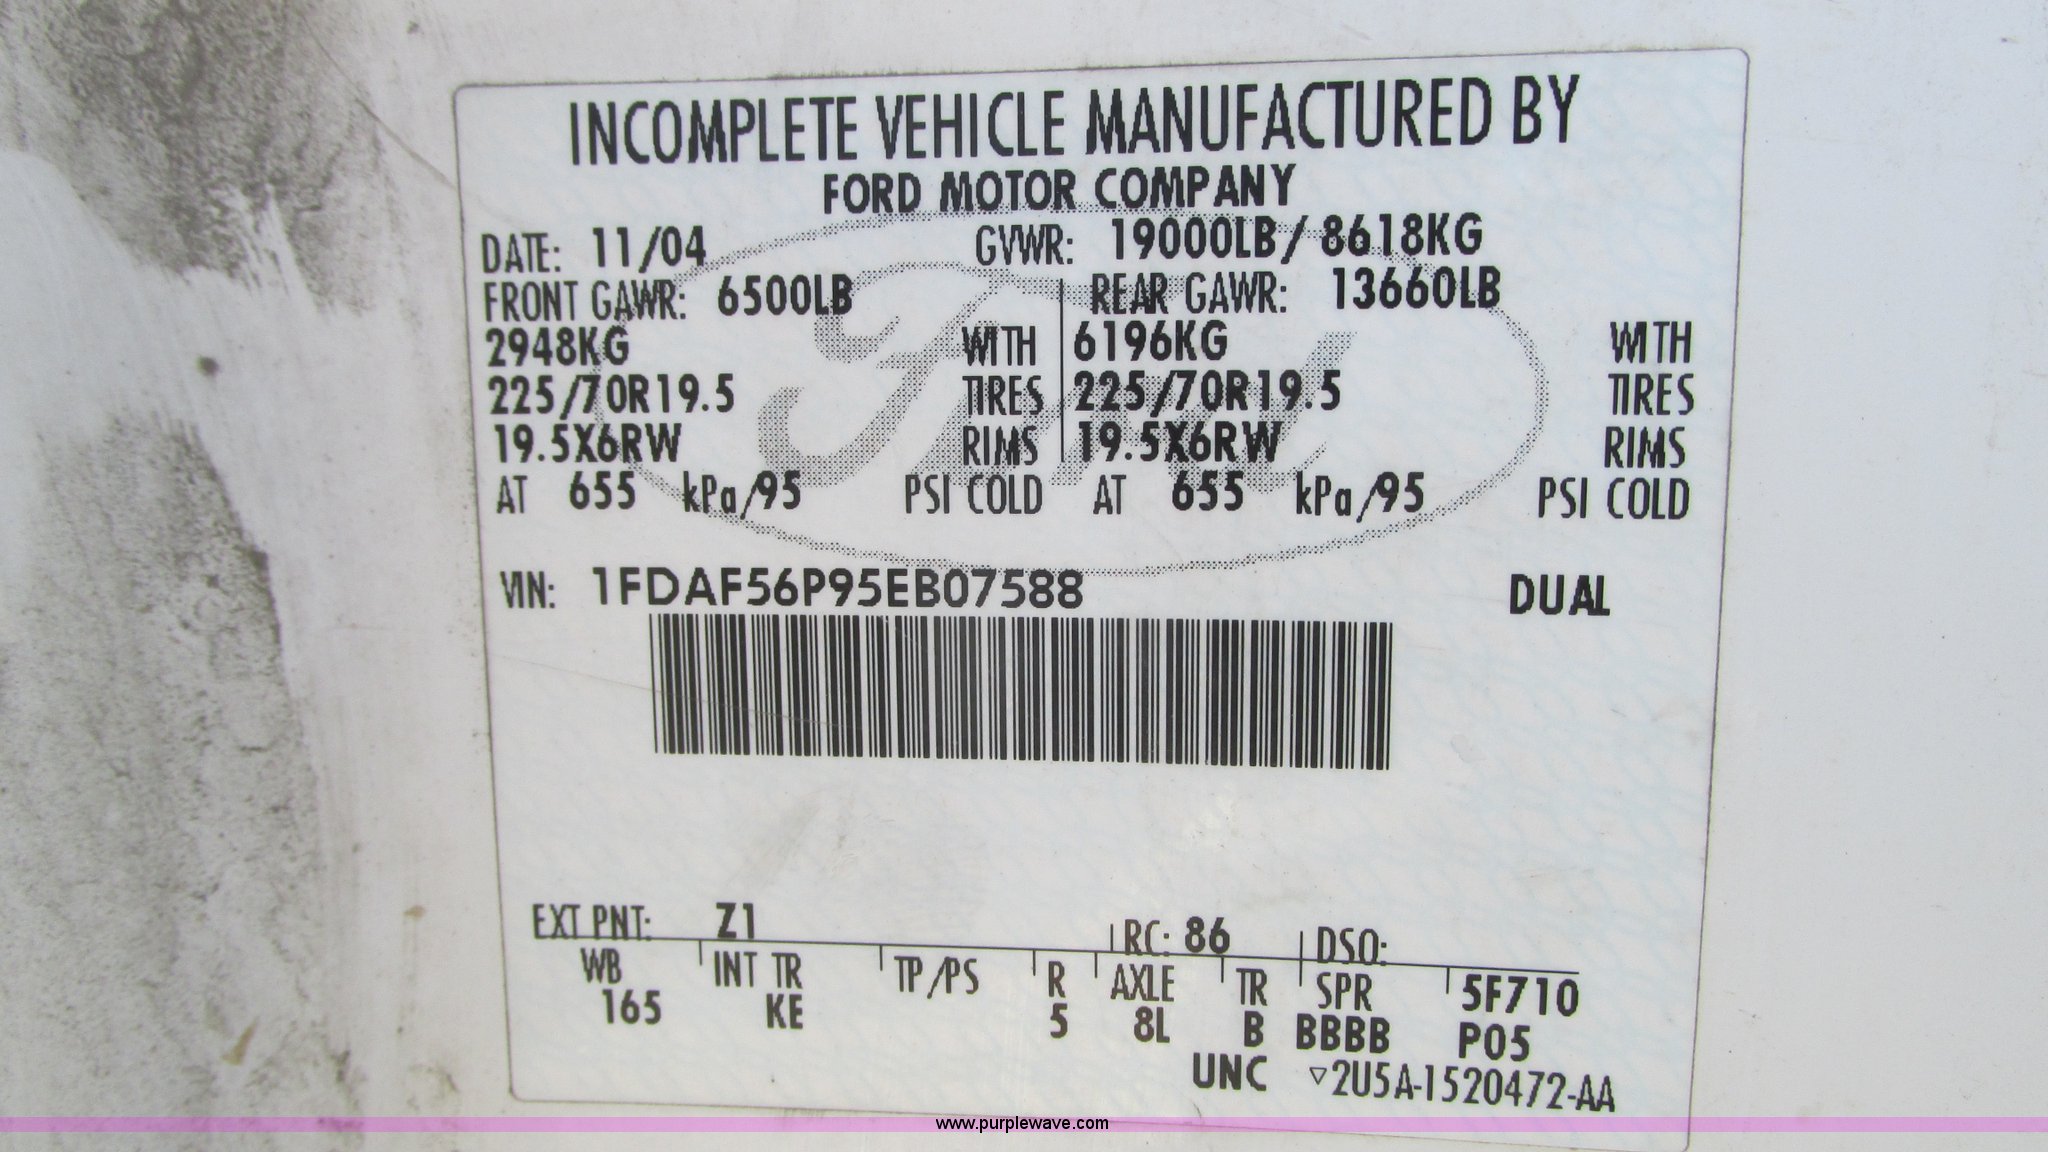 INCOMPLETE VEHICLE MANUFACTURED BY
FORD MOTOR COMPANY
DATE: 11/04 GVWR: 19000LB/ 8618KG
FRONT GAWR: 6500LB REAR GAWR: 13660LB
2948KG WITH 6196KG WITH
225/70R19.5 TIRES 225/70R19.5 TIRES
19.5X6RW RIMS 19.5X6RW RIMS
AT 655 kPa/95 PSI COLD AT 655 kPa/95 PSI COLD
Ford
VIN: 1FDAF56P95EB07588 DUAL
EXT PNT: Z1 RC: 86 DSO:
WB INT TR TP/PS R AXLE TR SPR 5F710
165 KE 5 8L B BBBB P05
UNC ▽2U5A-1520472-AA
www.purplewave.com